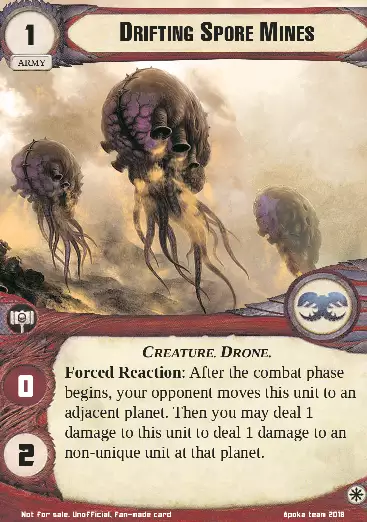 1
DRIFTING SPORE MINES
ARMY
CREATURE. DRONE.
Forced Reaction: After the combat phase
begins, your opponent moves this unit to an
adjacent planet. Then you may deal 1
damage to this unit to deal 1 damage to an
non-unique unit at that planet.
0
2
Not for sale. Unofficial. Fan-made card
Apoka team 2018